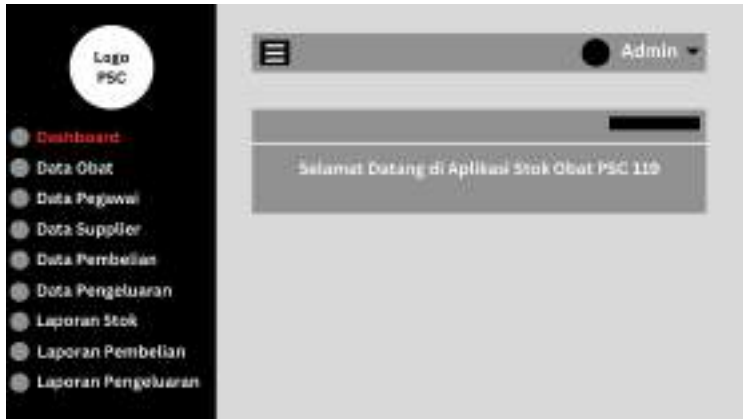 Logo
PSC
Dashboard
Data Obat
Data Pegawai
Data Supplier
Data Pembelian
Data Pengeluaran
Laporan Stok
Laporan Pembelian
Laporan Pengeluaran
Admin
Selamat Datang di Aplikasi Stok Obat PSC 119